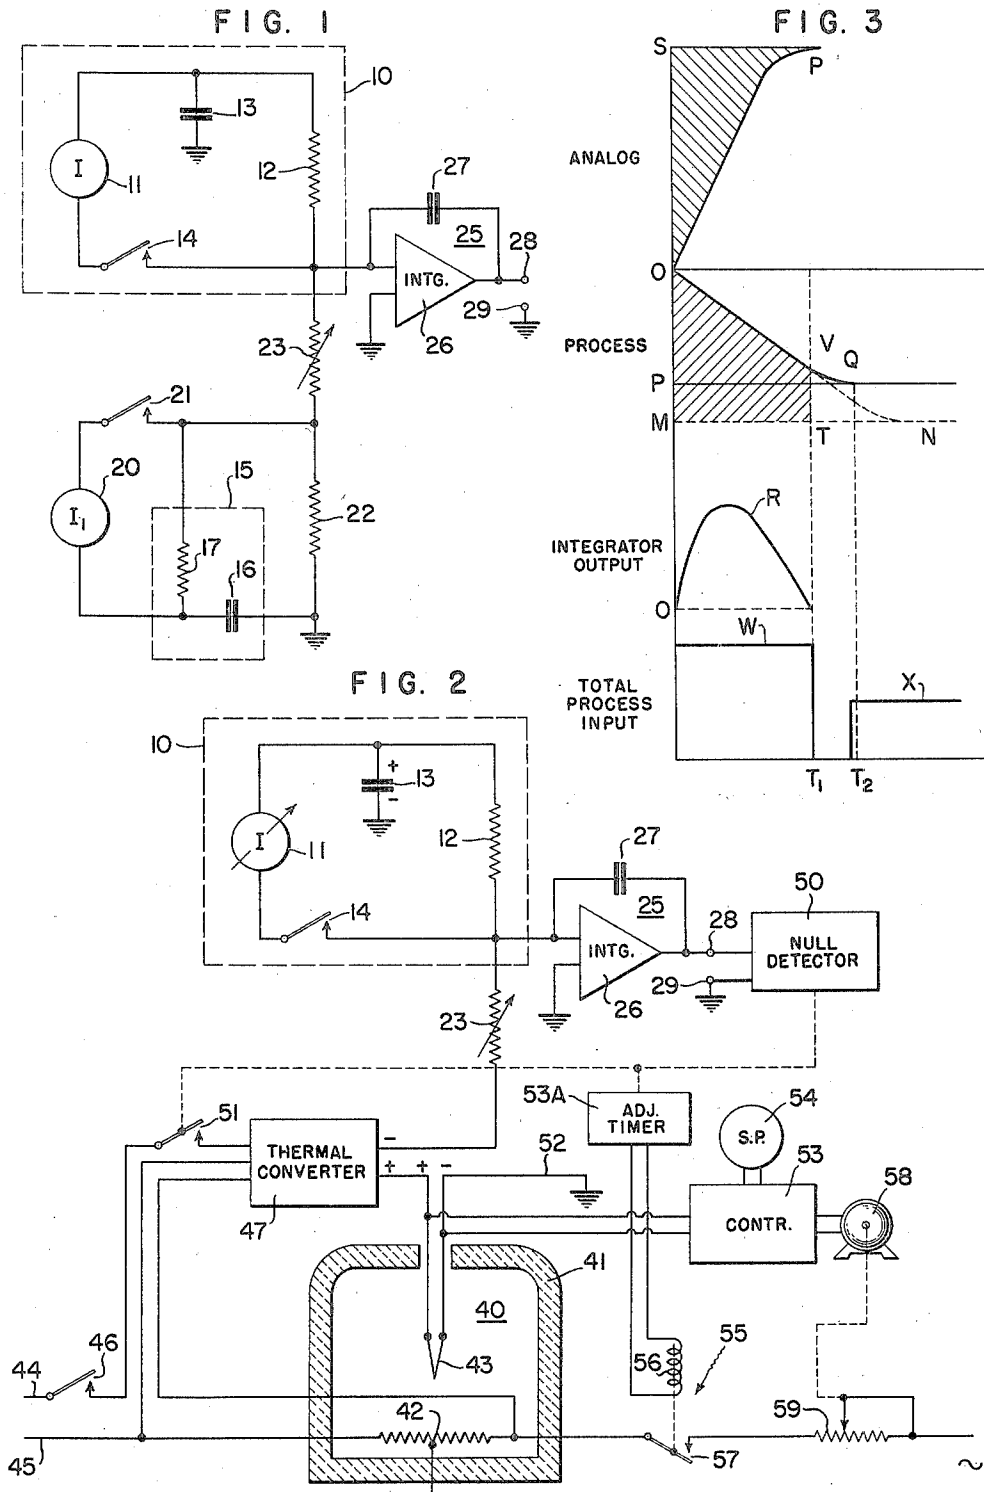 FIG. 1
10
13
12
I
11
14
27
25
28
INTG.
29
26
23
21
20
15
I1
17
16
22
FIG. 3
S
P
ANALOG
O
PROCESS
V
Q
P
M
T
N
R
INTEGRATOR
OUTPUT
O
W
TOTAL
PROCESS
INPUT
X
T1
T2
FIG. 2
10
+
13
-
12
I
11
14
27
25
28
50
NULL
DETECTOR
INTG.
29
26
23
51
53A
ADJ.
TIMER
54
S.P.
THERMAL
CONVERTER
-
+
+
-
52
53
58
47
CONTR.
41
40
46
43
56
55
44
42
59
45
57
~